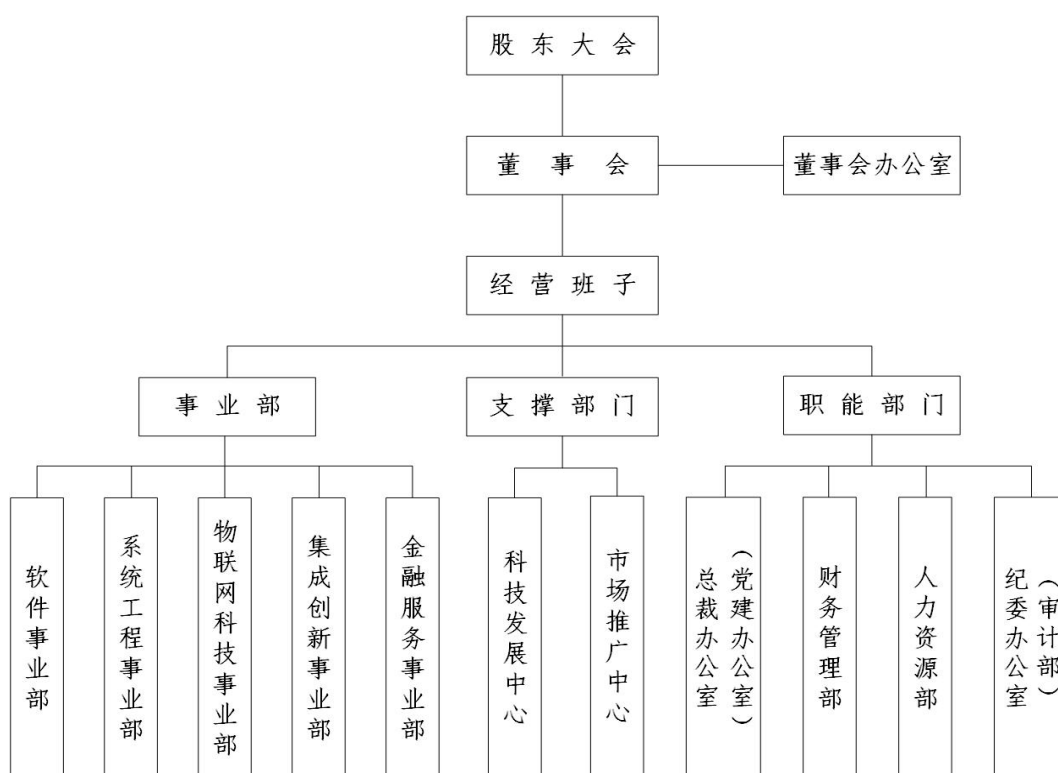 股东大会
董事会
董事会办公室
经营班子
事业部
支撑部门
职能部门
软件事业部
系统工程事业部
物联网科技事业部
集成创新事业部
金融服务事业部
科技发展中心
市场推广中心
总裁办公室
（党建办公室）
财务管理部
人力资源部
纪委办公室
（审计部）